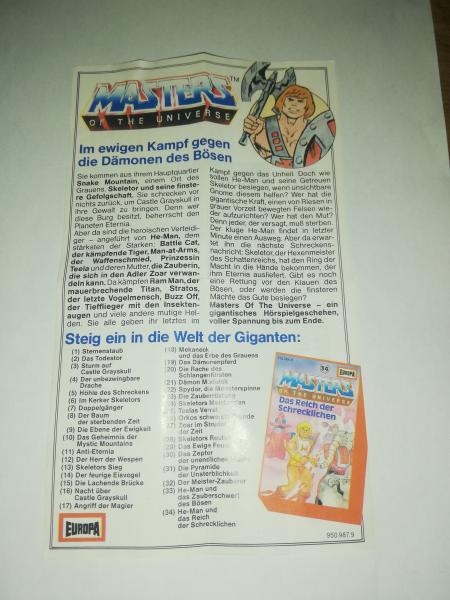 MASTERS TM
OF THE UNIVERSE
Im ewigen Kampf gegen
die Dämonen des Bösen
Sie kommen aus ihrem Hauptquartier
Snake Mountain, einem Ort des
Grauens. Skeletor und seine finste-
re Gefolgschaft. Sie schrecken vor
nichts zurück, um Castle Grayskull in
ihre Gewalt zu bringen. Denn wer
diese Burg besitzt, beherrscht den
Planeten Eternia.
Aber da sind die heroischen Verteidi-
ger – angeführt von He-Man, dem
stärksten der Starken: Battle Cat,
der kämpfende Tiger, Man-at-Arms,
der Waffenschmied, Prinzessin
Teela und deren Mutter, die Zauberin,
die sich in den Adler Zoar verwan-
deln kann. Da kämpfen Ram Man, der
mauerbrechende Titan, Stratos,
der letzte Vogelmensch, Buzz Off,
der Tiefflieger mit den Insekten-
augen und viele andere mutige Hel-
den. Sie alle geben ihr letztes im
Kampf gegen das Unheil. Doch wie
sollen He-Man und seine Getreuen
Skeletor besiegen, wenn unsichtbare
Gnome diesem helfen? Wer hat die
gigantische Kraft, einen von Riesen in
grauer Vorzeit bewegten Felsen wie-
der aufzurichten? Wer hat den Mut?
Denn jeder, der versagt, muß sterben.
Der kluge He-Man findet in letzter
Minute einen Ausweg. Aber da erwar-
tet ihn die nächste Schreckens-
nachricht: Skeletor, der Hexenmeister
des Schattenreichs, hat den Ring der
Macht in die Hände bekommen, der
ihm Eternia ausliefert. Gibt es noch
eine Rettung vor den Klauen des
Bösen, oder werden die finsteren
Mächte das Gute besiegen?
Masters Of The Universe – ein
gigantisches Hörspielgeschehen,
voller Spannung bis zum Ende.
Steig ein in die Welt der Giganten:
(1) Sternenstaub
(2) Das Todestor
(3) Sturm auf
Castle Grayskull
(4) Der unbezwingbare
Drache
(5) Höhle des Schreckens
(6) Im Kerker Skeletors
(7) Doppelgänger
(8) Der Baum
der sterbenden Zeit
(9) Die Ebene der Ewigkeit
(10) Das Geheimnis der
Mystic Mountains
(11) Anti-Eternia
(12) Der Herr der Wespen
(13) Skeletors Sieg
(14) Der feurige Eisvogel
(15) Die Lachende Brücke
(16) Nacht über
Castle Grayskull
(17) Angriff der Magier
(18) Mekaneck
und das Erbe des Grauens
(19) Das Dämonenpferd
(20) Die Rache des
Schlangenfürsten
(21) Dämon Modulok
(22) Spydor, die Monsterspinne
(23) Die Zauberrüstung
(24) Skeletors
Teelas Verrat
Orkos
Zoar im
der Zeit
Skeletors
(29) Das Ewige Feuer
(30) Das Zepter
der unendlichen
(31) Die Pyramide
der Unsterblichkeit
(32) Der Meister-Zauberer
(33) He-Man und
das Zauberschwert
des Bösen
(34) He-Man und
das Reich
der Schrecklichen
34
EUROPA
MASTERS
OF THE UNIVERSE
Das Reich der
Schrecklichen
EUROPA
950 987.9